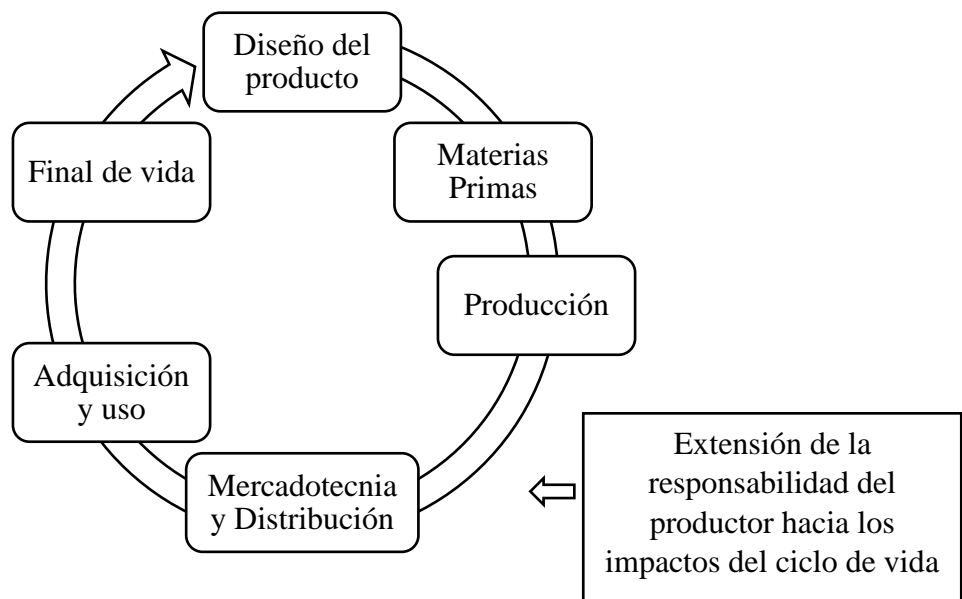 Diseño del
producto
Materias
Primas
Producción
Mercadotecnia
y Distribución
Adquisición
y uso
Final de vida
Extensión de la
responsabilidad del
productor hacia los
impactos del ciclo de vida